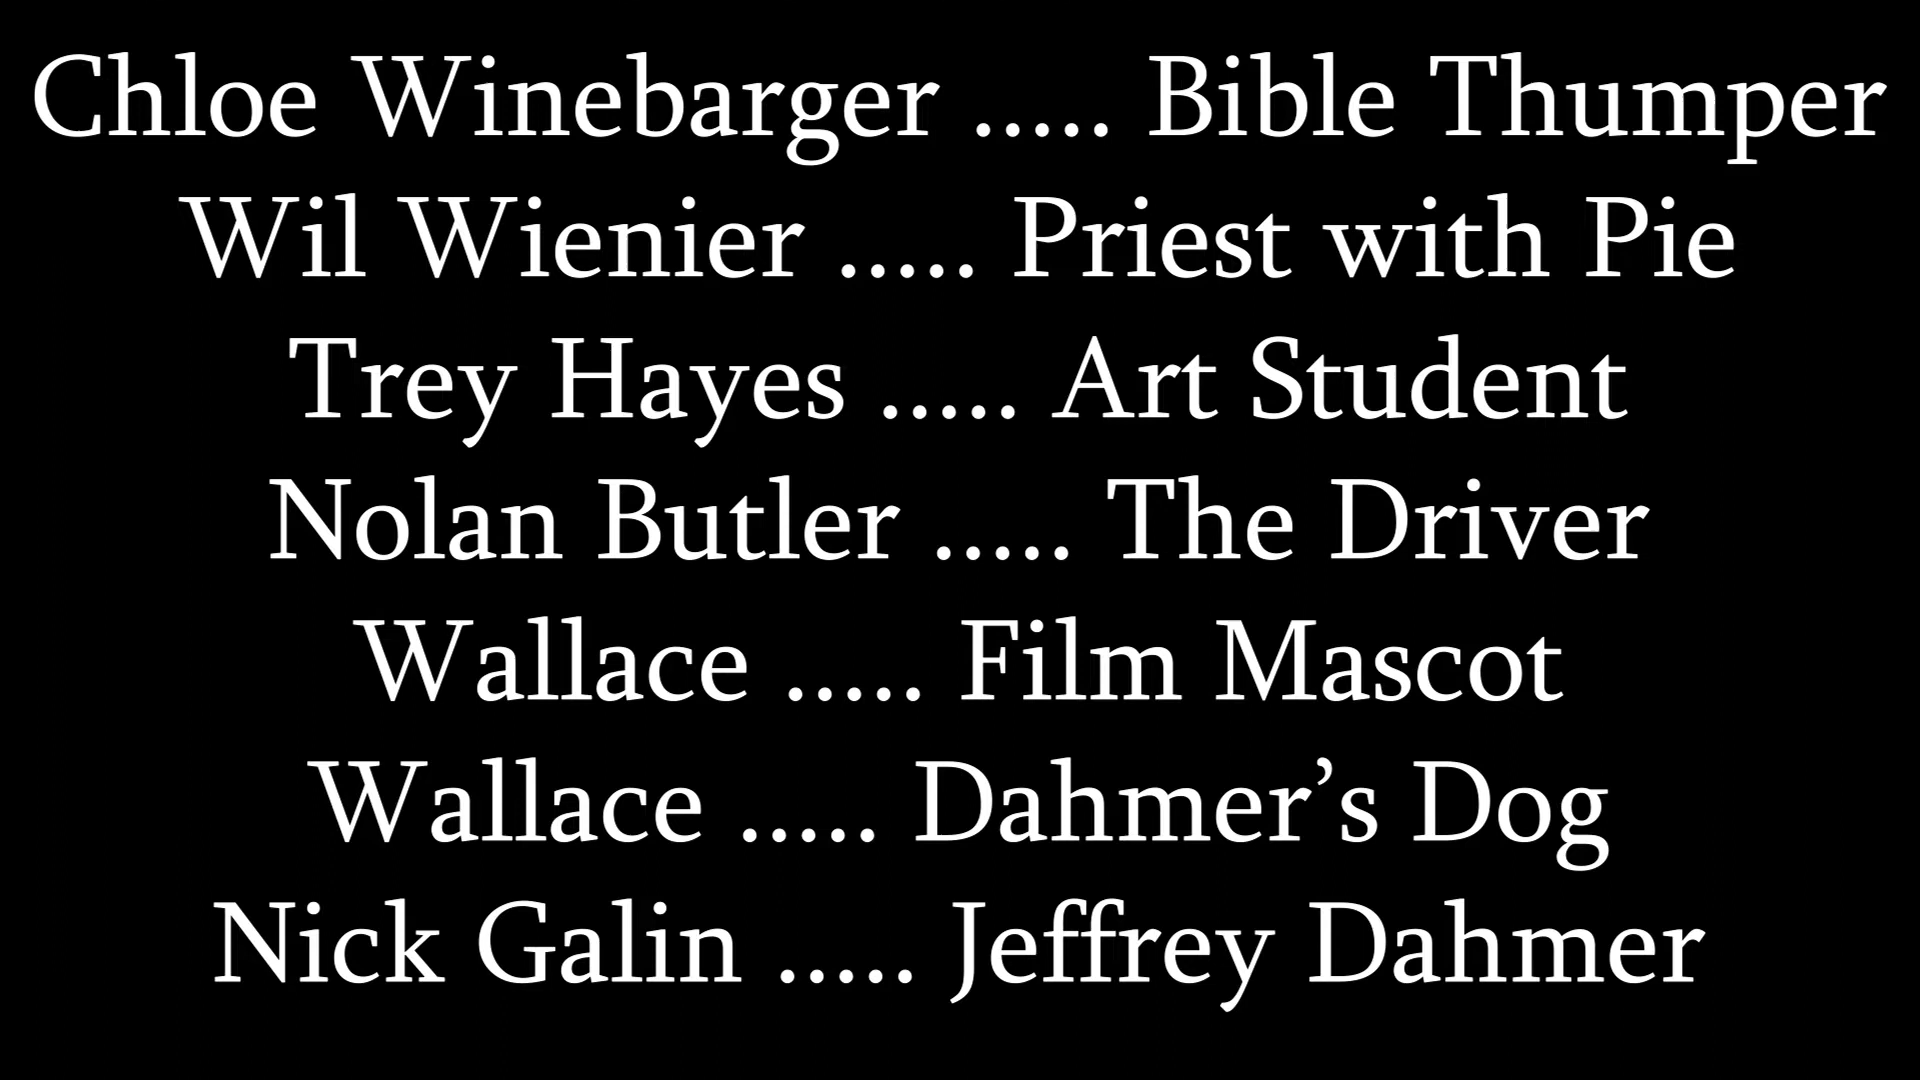 Chloe Winebarger ..... Bible Thumper
Wil Wienier ..... Priest with Pie
Trey Hayes ..... Art Student
Nolan Butler ..... The Driver
Wallace ..... Film Mascot
Wallace ..... Dahmer’s Dog
Nick Galin ..... Jeffrey Dahmer